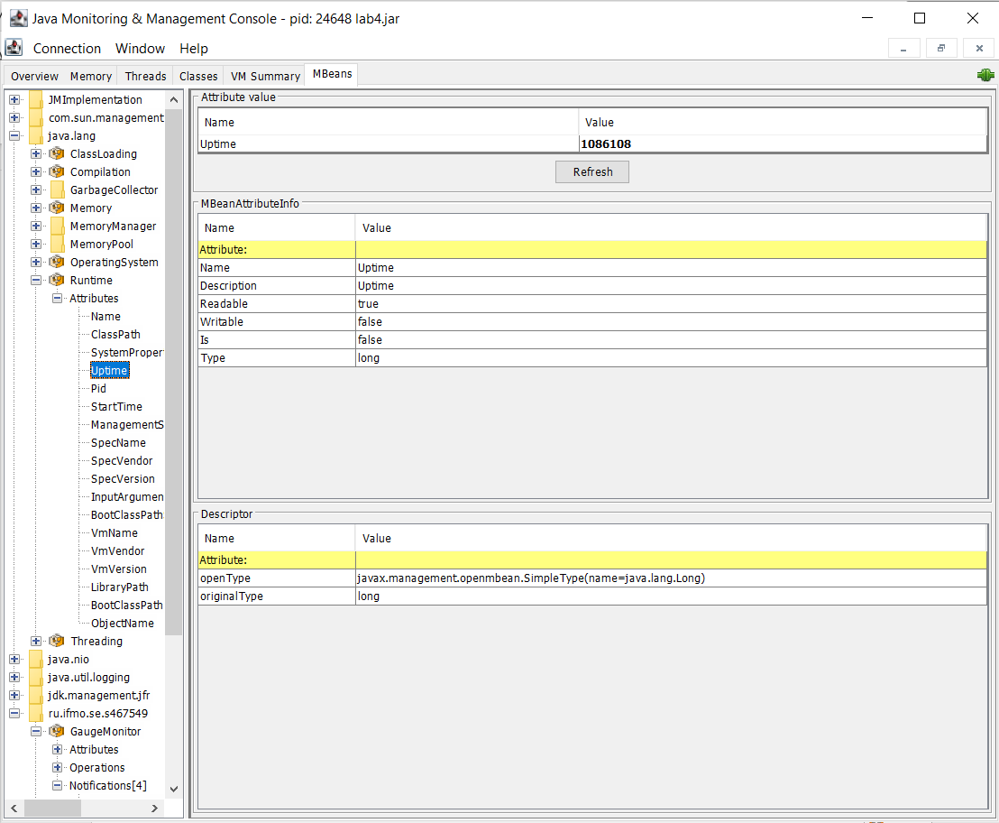 Java Monitoring & Management Console - pid: 24648 lab4.jar
Connection Window Help
Overview Memory Threads Classes VM Summary MBeans
JMImplementation
com.sun.management
java.lang
ClassLoading
Compilation
GarbageCollector
Memory
MemoryManager
MemoryPool
OperatingSystem
Runtime
Attributes
Name
ClassPath
SystemProper
Uptime
Pid
StartTime
ManagementS
SpecName
SpecVendor
SpecVersion
InputArgumen
BootClassPath
VmName
VmVendor
VmVersion
LibraryPath
BootClassPath
ObjectName
Threading
java.nio
java.util.logging
jdk.management.jfr
ru.ifmo.se.s467549
GaugeMonitor
Attributes
Operations
Notifications[4]
Attribute value
Name Value
Uptime 1086108
Refresh
MBeanAttributeInfo
Name Value
Attribute:
Name Uptime
Description Uptime
Readable true
Writable false
Is false
Type long
Descriptor
Name Value
Attribute:
openType javax.management.openmbean.SimpleType(name=java.lang.Long)
originalType long